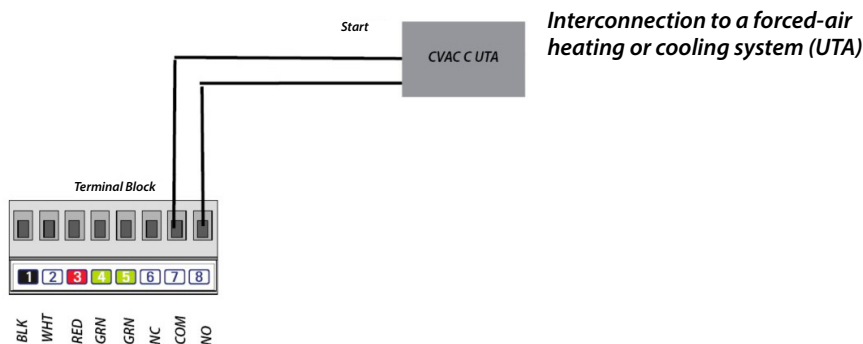 Interconnection to a forced-air
heating or cooling system (UTA)
Start
CVAC C UTA
Terminal Block
1 2 3 4 5 6 7 8
BLK
WHT
RED
GRN
GRN
NC
COM
NO